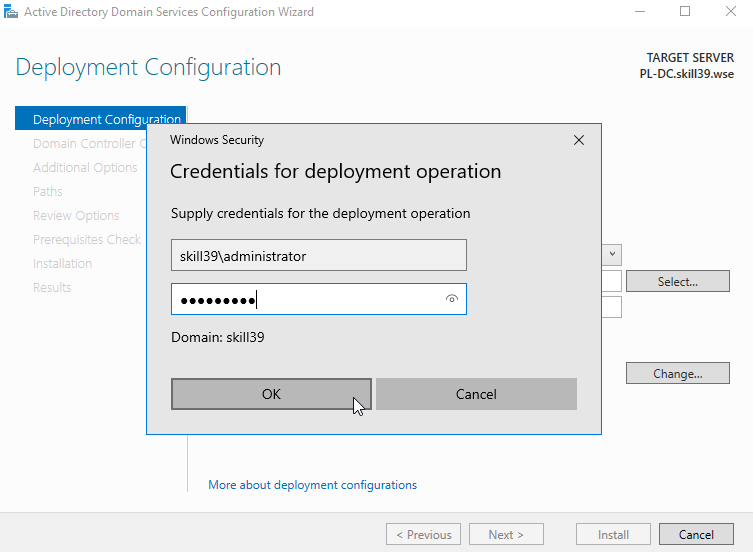 Active Directory Domain Services Configuration Wizard
Deployment Configuration
TARGET SERVER
PL-DC.skill39.wse
Deployment Configuration
Domain Controller
Additional Options
Paths
Review Options
Prerequisites Check
Installation
Results
Windows Security
Credentials for deployment operation
Supply credentials for the deployment operation
skill39\administrator
●●●●●●●●●
Domain: skill39
OK
Cancel
Select...
Change...
More about deployment configurations
< Previous
Next >
Install
Cancel